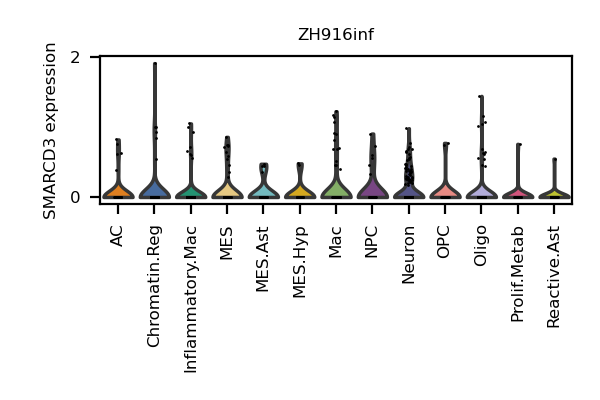 ZH916inf
SMARCD3 expression
2
0
AC
Chromatin.Reg
Inflammatory.Mac
MES
MES.Ast
MES.Hyp
Mac
NPC
Neuron
OPC
Oligo
Prolif.Metab
Reactive.Ast